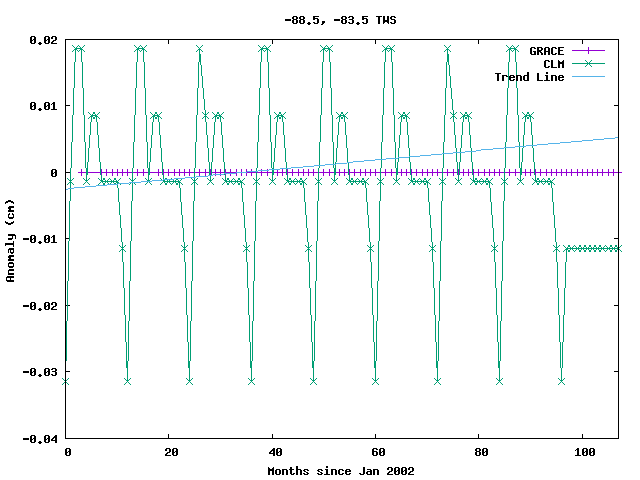 -88.5, -83.5 TWS
GRACE
CLM
Trend Line
0.02
0.01
0
-0.01
-0.02
-0.03
-0.04
Anomaly (cm)
0 20 40 60 80 100
Months since Jan 2002